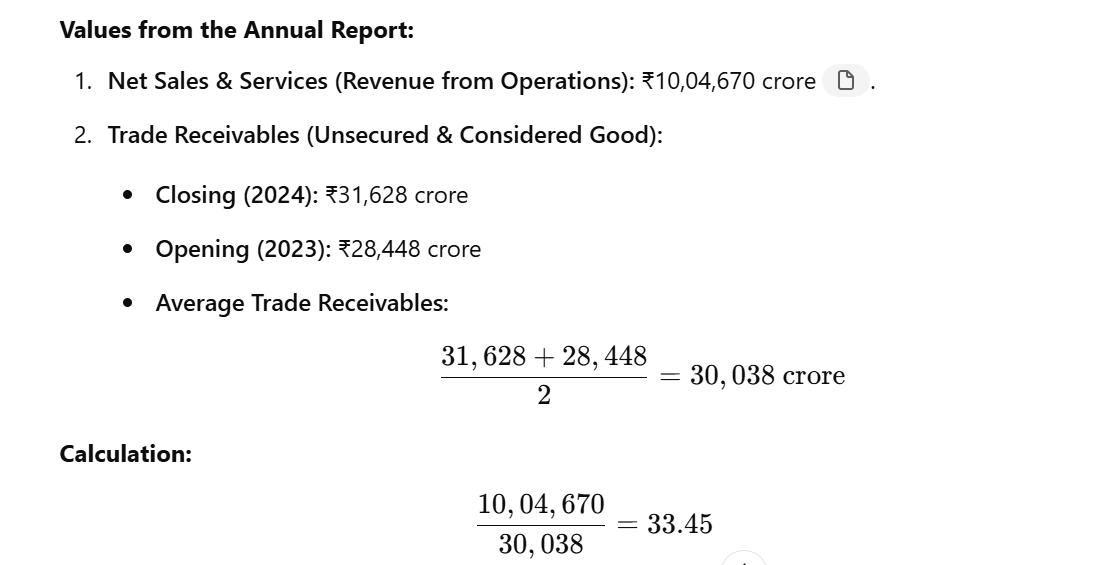 Values from the Annual Report:
1. Net Sales & Services (Revenue from Operations): ₹10,04,670 crore .
2. Trade Receivables (Unsecured & Considered Good):
• Closing (2024): ₹31,628 crore
• Opening (2023): ₹28,448 crore
• Average Trade Receivables:
31,628 + 28,448
2
= 30,038 crore
Calculation:
10,04,670
30,038
= 33.45